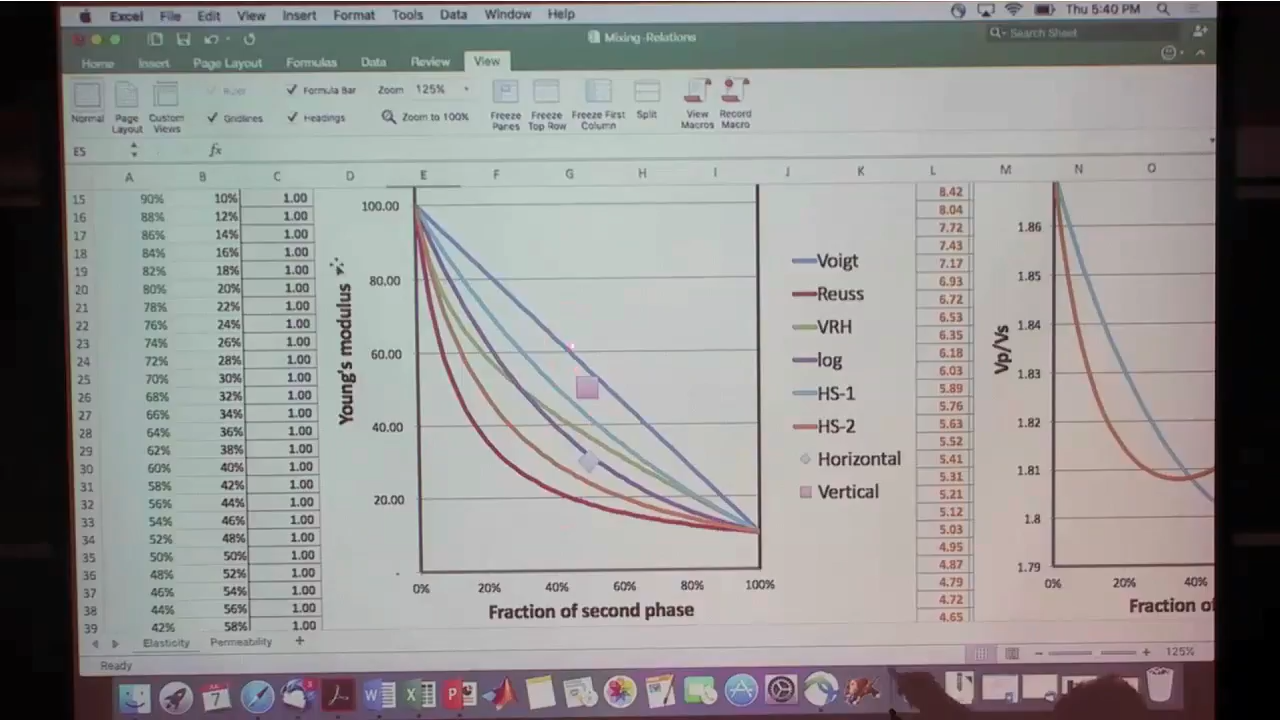 Excel File Edit View Insert Format Tools Data Window Help Thu 5:40 PM
Mixing-Relations
Search Sheet
Home Insert Page Layout Formulas Data Review View
Normal
Page Layout
Custom Views
Ruler
Formula Bar
Gridlines
Headings
Zoom 125%
Zoom to 100%
Freeze Panes
Freeze Top Row
Freeze First Column
Split
View Macros
Record Macro
E5 fx
A B C D E F G H I J K L M N O
15 90% 10% 1.00
16 88% 12% 1.00
17 86% 14% 1.00
18 84% 16% 1.00
19 82% 18% 1.00
20 80% 20% 1.00
21 78% 22% 1.00
22 76% 24% 1.00
23 74% 26% 1.00
24 72% 28% 1.00
25 70% 30% 1.00
26 68% 32% 1.00
27 66% 34% 1.00
28 64% 36% 1.00
29 62% 38% 1.00
30 60% 40% 1.00
31 58% 42% 1.00
32 56% 44% 1.00
33 54% 46% 1.00
34 52% 48% 1.00
35 50% 50% 1.00
36 48% 52% 1.00
37 46% 54% 1.00
38 44% 56% 1.00
39 42% 58% 1.00
Young's modulus
100.00
80.00
60.00
40.00
20.00
-
0% 20% 40% 60% 80% 100%
Fraction of second phase
Voigt
Reuss
VRH
log
HS-1
HS-2
Horizontal
Vertical
8.42
8.04
7.72
7.43
7.17
6.93
6.72
6.53
6.35
6.18
6.03
5.89
5.76
5.63
5.52
5.41
5.31
5.21
5.12
5.03
4.95
4.87
4.79
4.72
4.65
Vp/Vs
1.86
1.85
1.84
1.83
1.82
1.81
1.8
1.79
0% 20% 40%
Fraction of
Elasticity Permeability +
Ready
125%
7